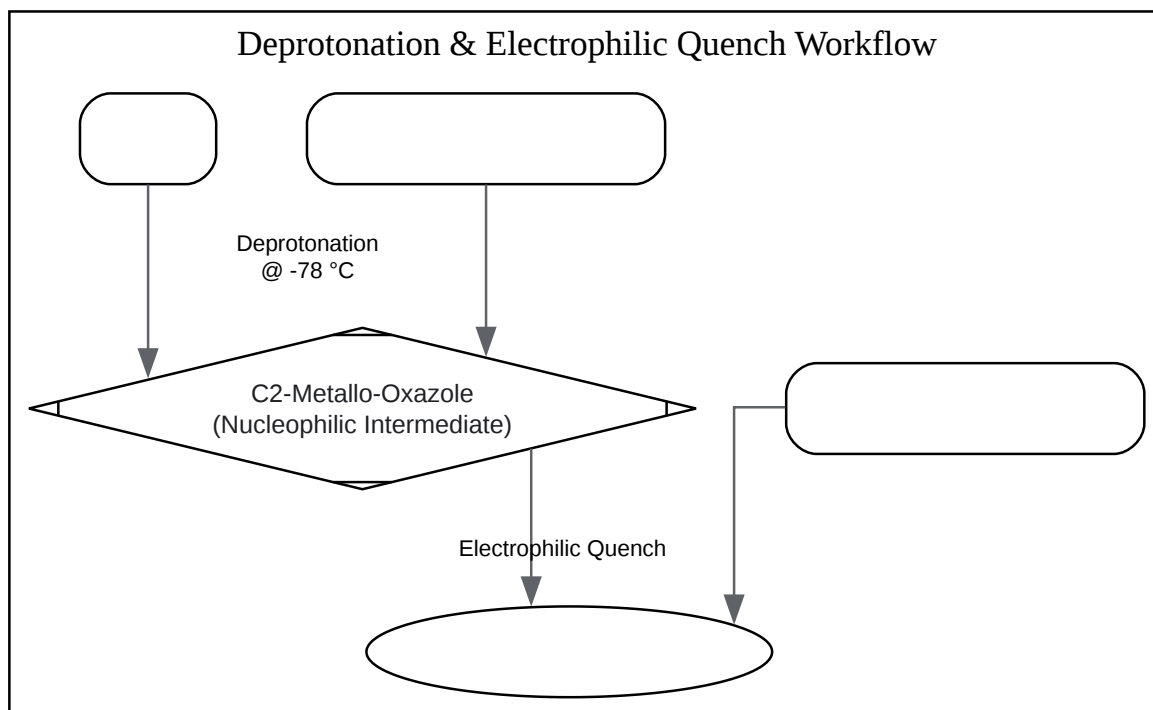 Deprotonation & Electrophilic Quench Workflow
Deprotonation
@ -78 °C
C2-Metallo-Oxazole
(Nucleophilic Intermediate)
Electrophilic Quench